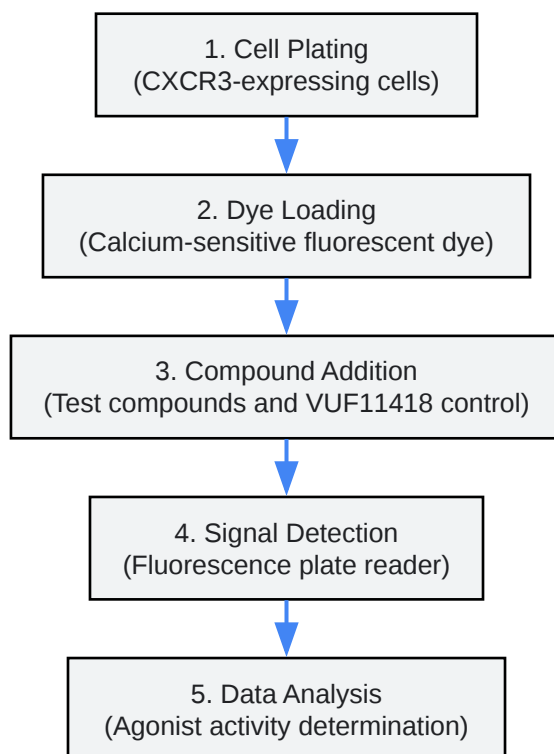 1. Cell Plating
(CXCR3-expressing cells)
2. Dye Loading
(Calcium-sensitive fluorescent dye)
3. Compound Addition
(Test compounds and VUF11418 control)
4. Signal Detection
(Fluorescence plate reader)
5. Data Analysis
(Agonist activity determination)